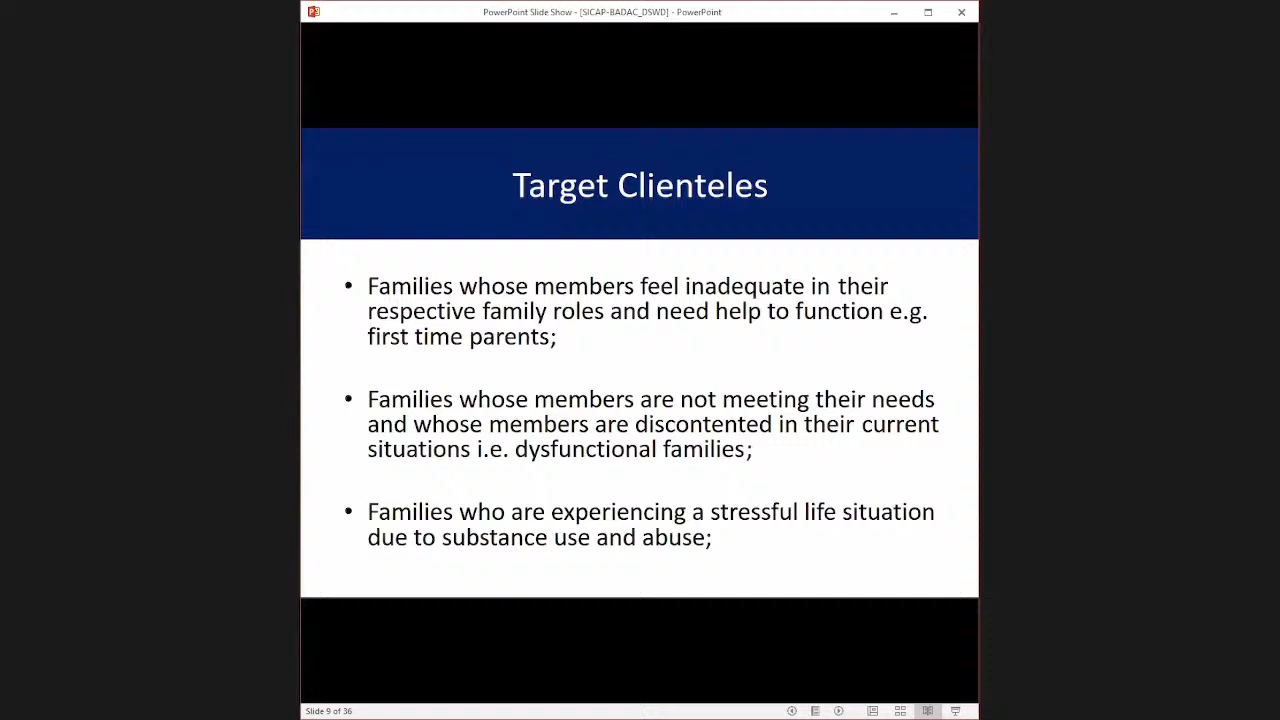 PowerPoint Slide Show - [SICAP-BADAC_DSWD] - PowerPoint
Target Clienteles
• Families whose members feel inadequate in their
respective family roles and need help to function e.g.
first time parents;
• Families whose members are not meeting their needs
and whose members are discontented in their current
situations i.e. dysfunctional families;
• Families who are experiencing a stressful life situation
due to substance use and abuse;
Slide 9 of 36